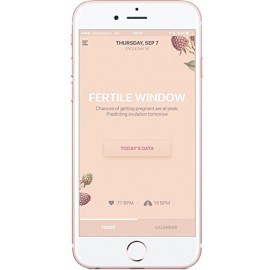 THURSDAY, SEP 7
CYCLE DAY 14
FERTILE WINDOW
Chances of getting pregnant are at peak.
Predicting ovulation tomorrow
TODAY'S DATA
77 BPM
18 BPM
TODAY
CALENDAR